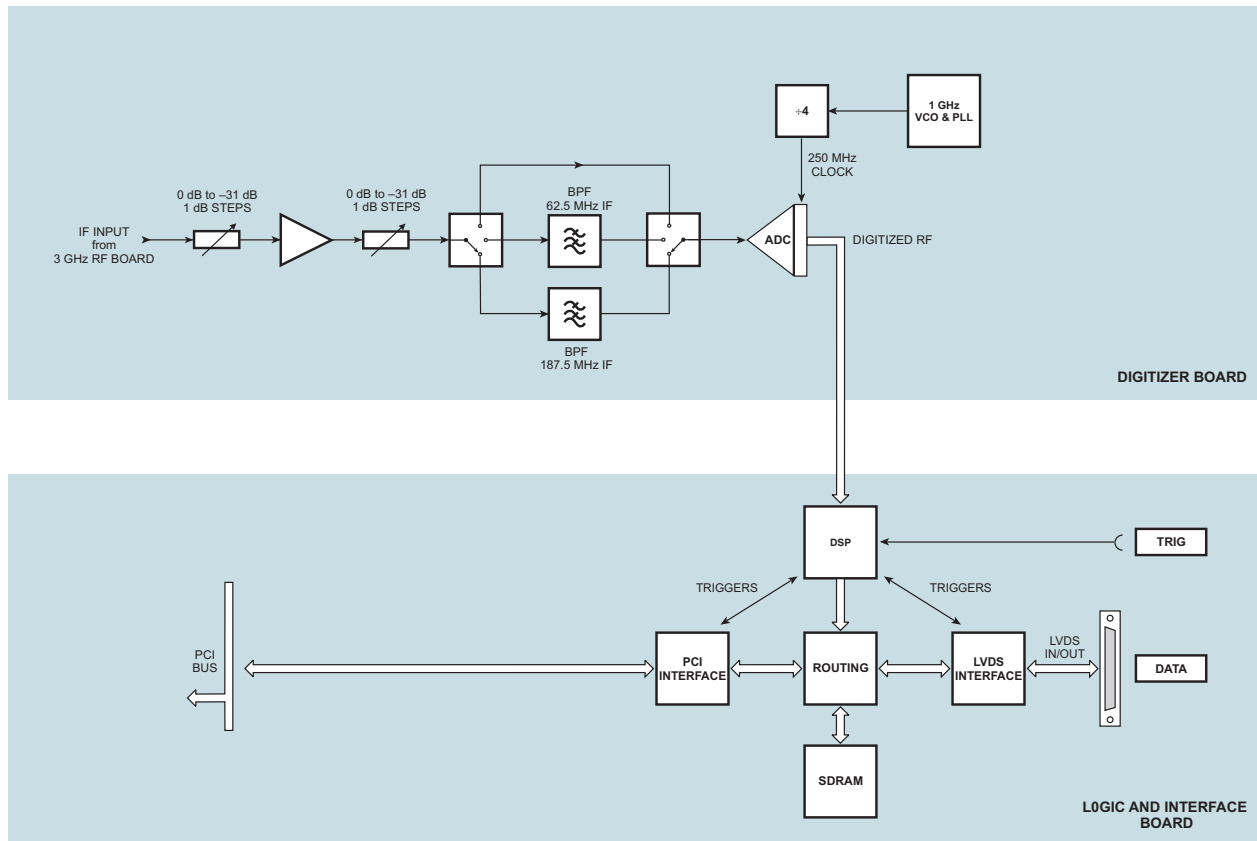 ÷4
1 GHz
VCO & PLL
250 MHz
CLOCK
0 dB to –31 dB
1 dB STEPS
0 dB to –31 dB
1 dB STEPS
BPF
62.5 MHz IF
IF INPUT
from
3 GHz RF BOARD
ADC
DIGITIZED RF
BPF
187.5 MHz IF
DIGITIZER BOARD
DSP
TRIG
TRIGGERS
TRIGGERS
PCI
BUS
PCI
INTERFACE
ROUTING
LVDS
INTERFACE
LVDS
IN/OUT
DATA
SDRAM
L0GIC AND INTERFACE
BOARD